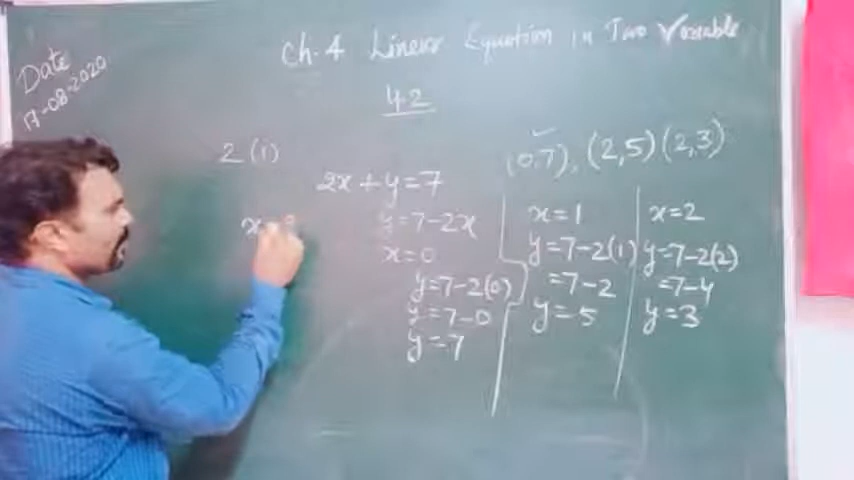 Date
17-08-2020
Ch.4 Linear Equation in Two Variable
4.2
2 (i)
(0,7), (2,5) (2,3)
2x + y = 7
y = 7 - 2x
x = 0
y = 7 - 2(0)
y = 7 - 0
y = 7
x = 1
y = 7 - 2(1)
= 7 - 2
y = 5
x = 2
y = 7 - 2(2)
= 7 - 4
y = 3
x =